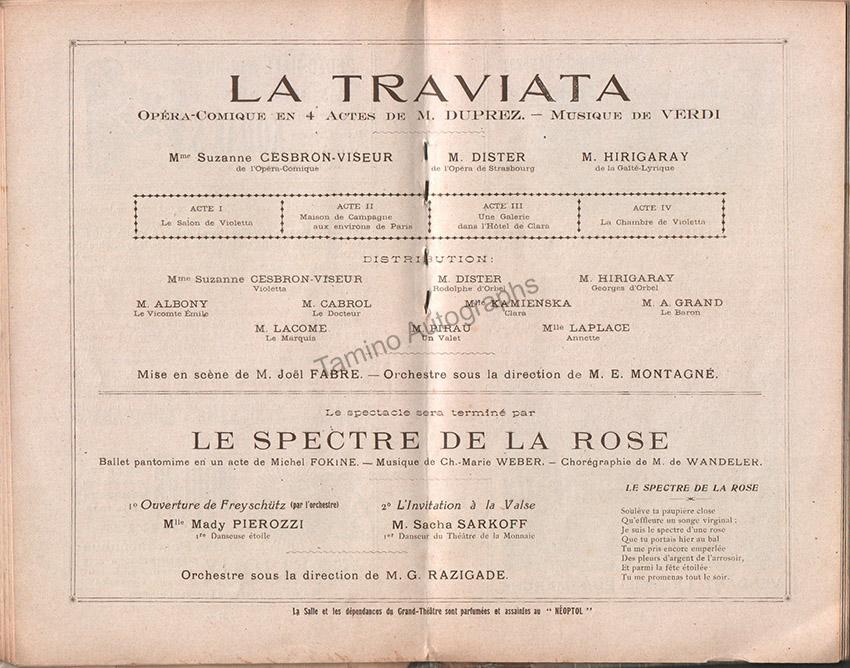 LA TRAVIATA
OPÉRA-COMIQUE EN 4 ACTES DE M. DUPREZ. — MUSIQUE DE VERDI
Mme Suzanne CESBRON-VISEUR M. DISTER M. HIRIGARAY
de l'Opéra-Comique de l'Opéra de Strasbourg de la Gaîté-Lyrique
ACTE I ACTE II ACTE III ACTE IV
Le Salon de Violetta Maison de Campagne Une Galerie La Chambre de Violetta
aux environs de Paris dans l'Hôtel de Clara
DISTRIBUTION:
Mme Suzanne CESBRON-VISEUR M. DISTER M. HIRIGARAY
Violetta Rodolphe d'Orbel Georges d'Orbel
M. ALBONY M. CABROL Mlle KAMIENSKA M. A. GRAND
Le Vicomte Émile Le Docteur Clara Le Baron
M. LACOME M. PIRAU Mlle LAPLACE
Le Marquis Un Valet Annette
Tamino Autographs
Mise en scène de M. Joël FABRE. — Orchestre sous la direction de M. E. MONTAGNÉ.
Le spectacle sera terminé par
LE SPECTRE DE LA ROSE
Ballet pantomime en un acte de Michel FOKINE. — Musique de Ch.-Marie WEBER. — Chorégraphie de M. de WANDELER.
1o Ouverture de Freyschütz (par l'orchestre) 2o L'Invitation à la Valse
Mlle Mady PIEROZZI M. Sacha SARKOFF
1re Danseuse étoile 1er Danseur du Théâtre de la Monnaie
Orchestre sous la direction de M. G. RAZIGADE.
LE SPECTRE DE LA ROSE
Soulève ta paupière close
Qu'effleure un songe virginal ;
Je suis le spectre d'une rose
Que tu portais hier au bal
Tu me pris encore emperlée
Des pleurs d'argent de l'arrosoir,
Et parmi la fête étoilée
Tu me promenas tout le soir.
La Salle et les dépendances du Grand-Théâtre sont parfumées et assainies au " NÉOPTOL "